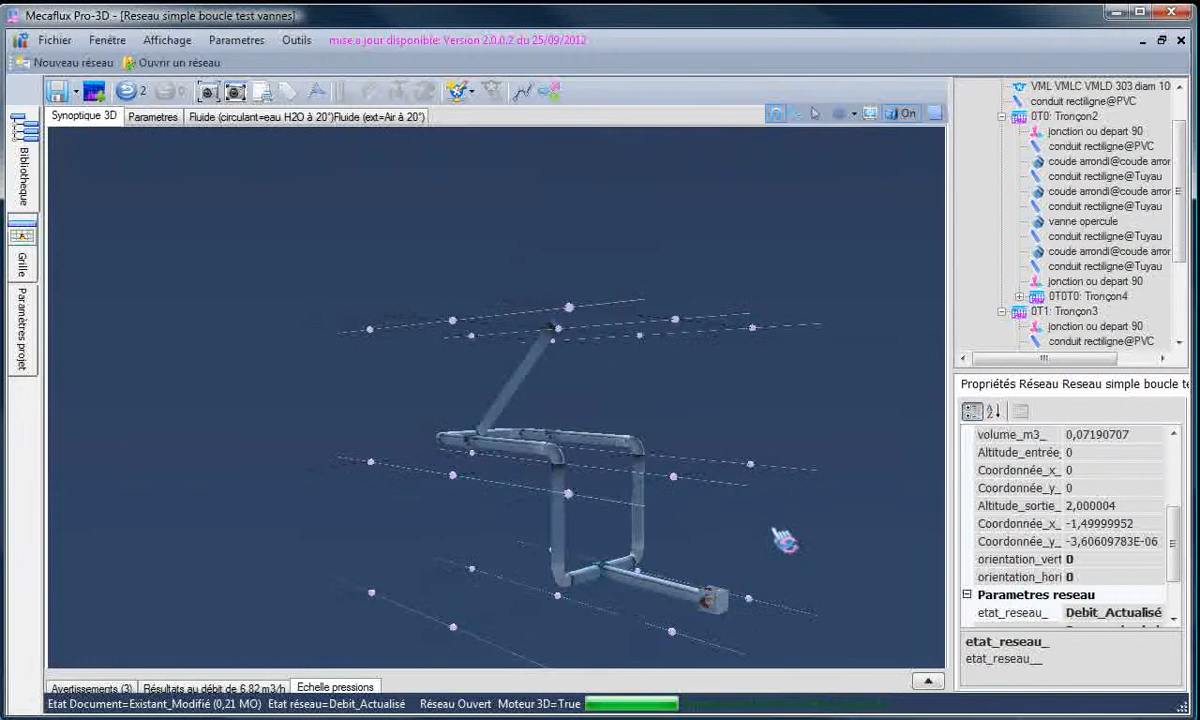 Mecaflux Pro-3D - [Reseau simple boucle test vannes]
Fichier Fenêtre Affichage Parametres Outils mise a jour disponible: Version 2.0.0.2 du 25/09/2012
Nouveau réseau Ouvrir un réseau
2 0
Synoptique 3D Parametres Fluide (circulant=eau H2O à 20°)Fluide (ext=Air à 20°)
On
Bibliotheque
Grille
Paramètres projet
VML VMLC VMLD 303 diam 10
conduit rectiligne@PVC
0T0: Tronçon2
jonction ou depart 90
conduit rectiligne@PVC
coude arrondi@coude arror
conduit rectiligne@Tuyau
coude arrondi@coude arror
conduit rectiligne@Tuyau
vanne opercule
conduit rectiligne@Tuyau
coude arrondi@coude arror
conduit rectiligne@Tuyau
jonction ou depart 90
0T0T0: Tronçon4
0T1: Tronçon3
jonction ou depart 90
conduit rectiligne@PVC
Propriétés Réseau Reseau simple boucle te
volume_m3_ 0,07190707
Altitude_entrée_ 0
Coordonnée_x_ 0
Coordonnée_y_ 0
Altitude_sortie_ 2,000004
Coordonnée_x_ -1,49999952
Coordonnée_y_ -3,60609783E-06
orientation_vert 0
orientation_hori 0
Parametres reseau
etat_reseau_ Debit_Actualisé
etat_reseau_
etat_reseau__
Avertissements (3) Résultats au débit de 6.82 m3/h Echelle pressions
Etat Document=Existant_Modifié (0,21 MO) Etat réseau=Debit_Actualisé Réseau Ouvert Moteur 3D=True